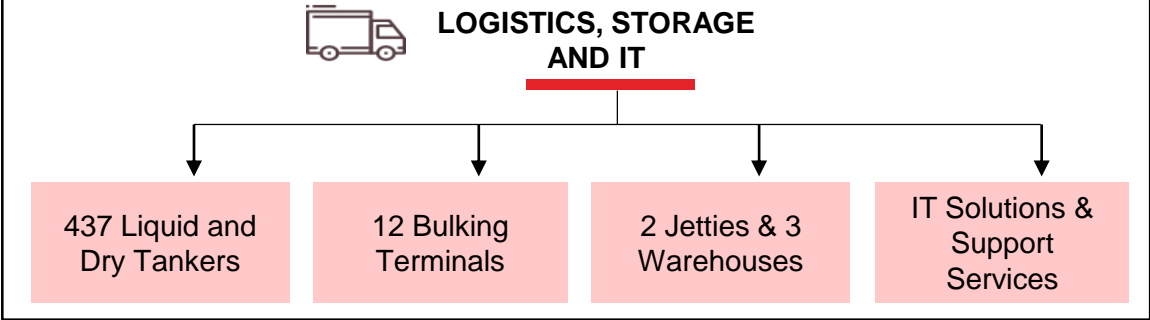 LOGISTICS, STORAGE
AND IT
437 Liquid and
Dry Tankers
12 Bulking
Terminals
2 Jetties & 3
Warehouses
IT Solutions &
Support
Services